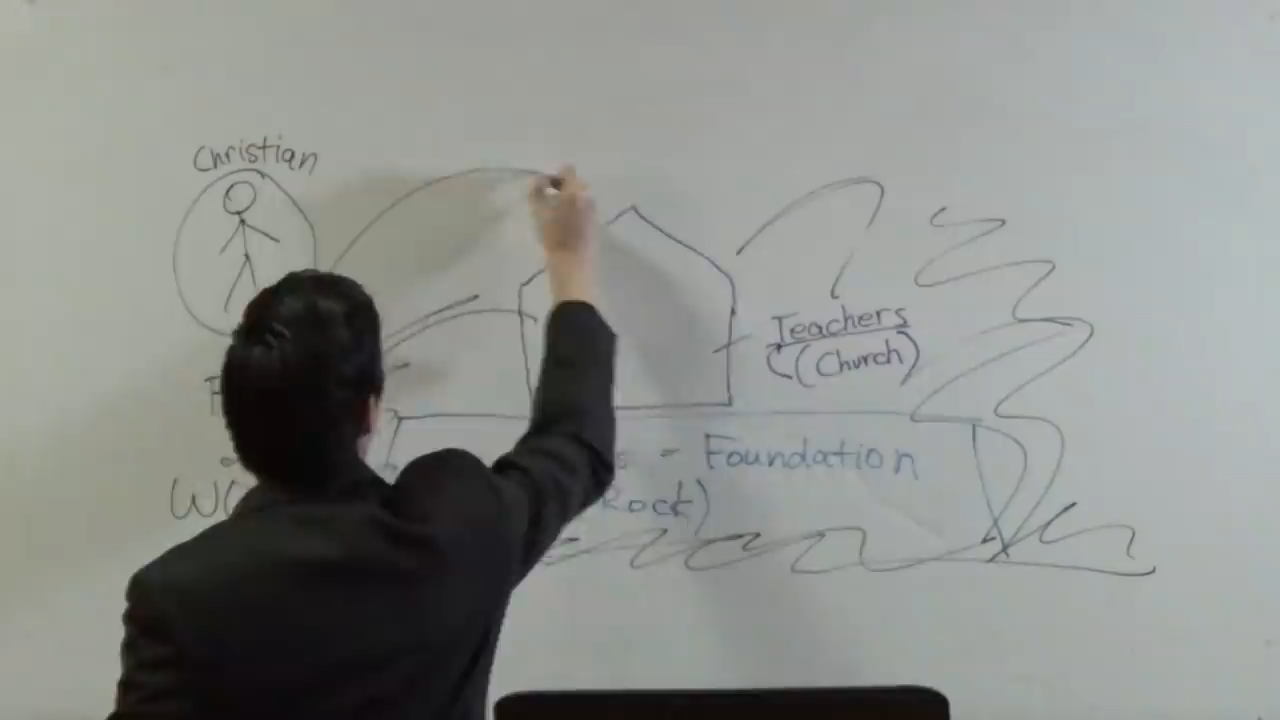 Christian
Teachers
(Church)
- Foundation
Rock)